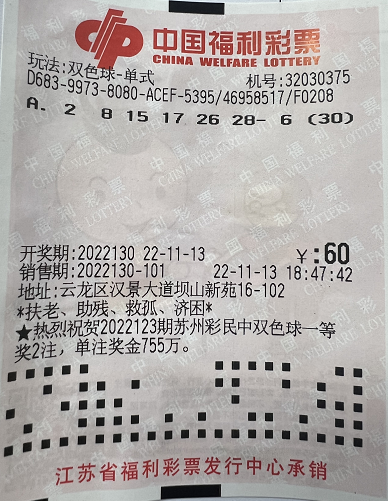 中国福利彩票
CHINA WELFARE LOTTERY
玩法:双色球-单式 机号:32030375
D683-9973-8080-ACEF-5395/46958517/F0208
A. 2 8 15 17 26 28- 6 (30)
开奖期:2022130 22-11-13 ¥:60
销售期:2022130-101 22-11-13 18:47:42
地址:云龙区汉景大道坝山新苑16-102
*扶老、助残、救孤、济困*
★热烈祝贺2022123期苏州彩民中双色球一等
奖2注,单注奖金755万。
江苏省福利彩票发行中心承销